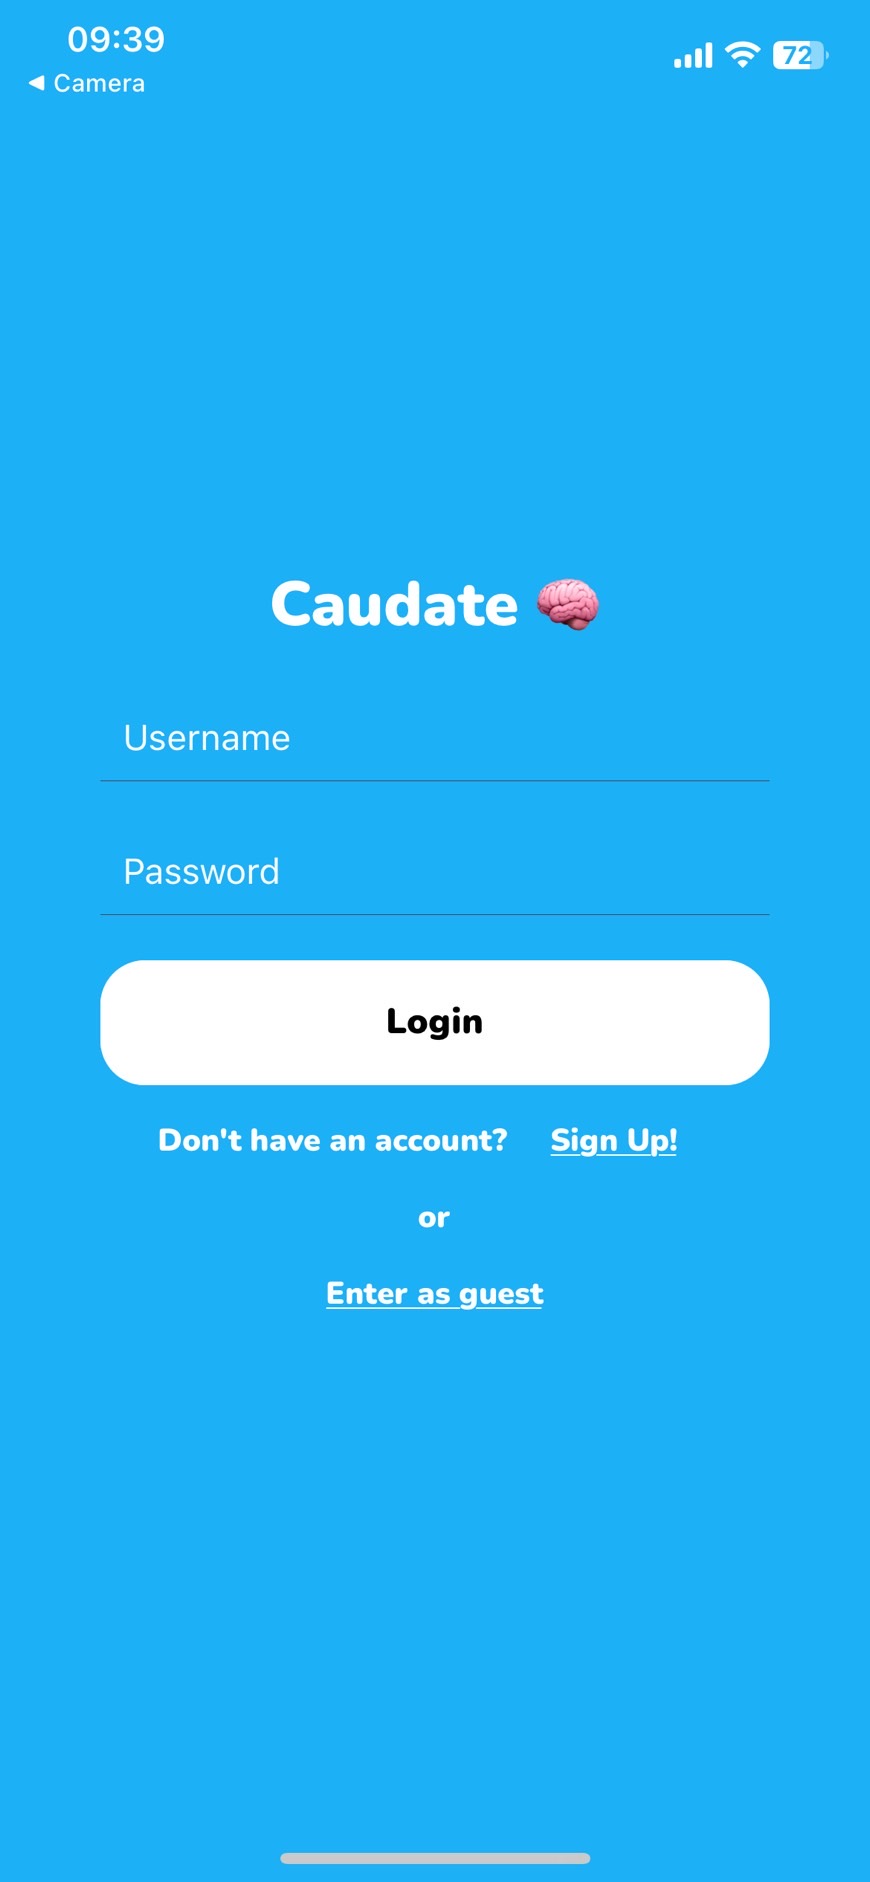 09:39
72
◀ Camera
Caudate 🧠
Username
Password
Login
Don't have an account? Sign Up!
or
Enter as guest